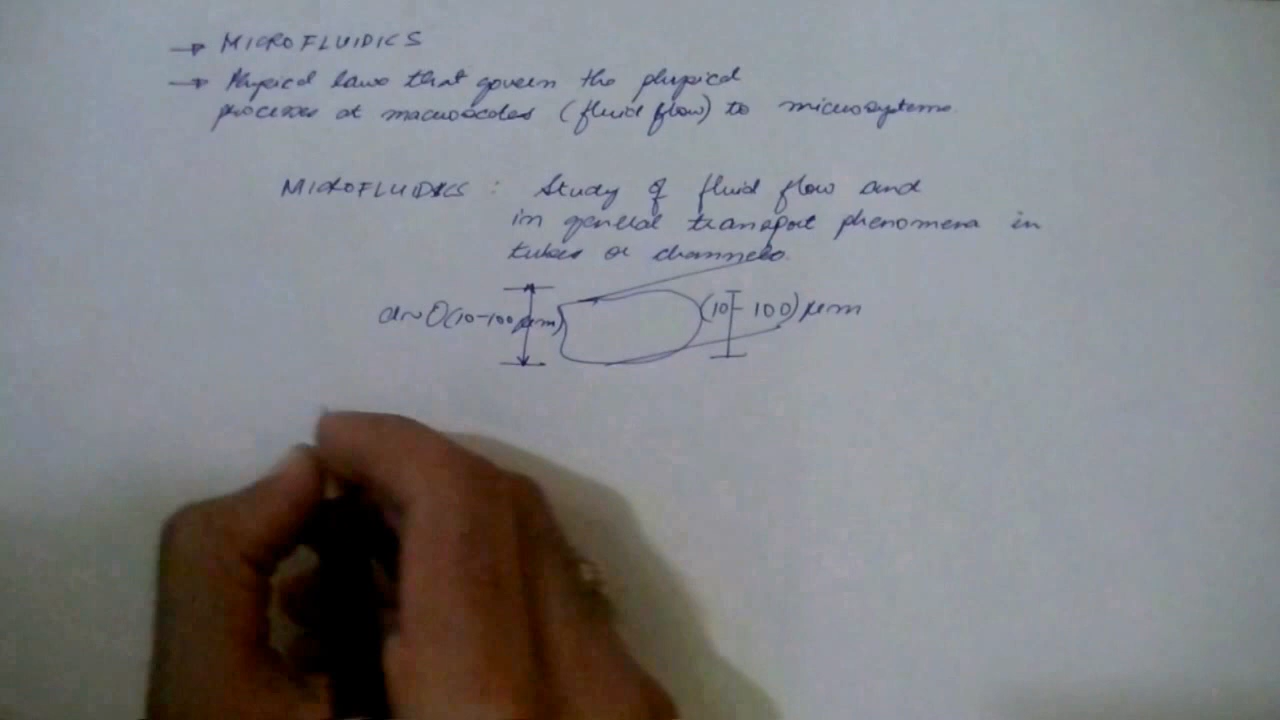 → MICROFLUIDICS
→ Physical laws that govern the physical
processes at macroscales (fluid flow) to microsystems.
MICROFLUIDICS : Study of fluid flow and
in general transport phenomena in
tubes or channels.
d~O(10-100 μm) (10 - 100) μm